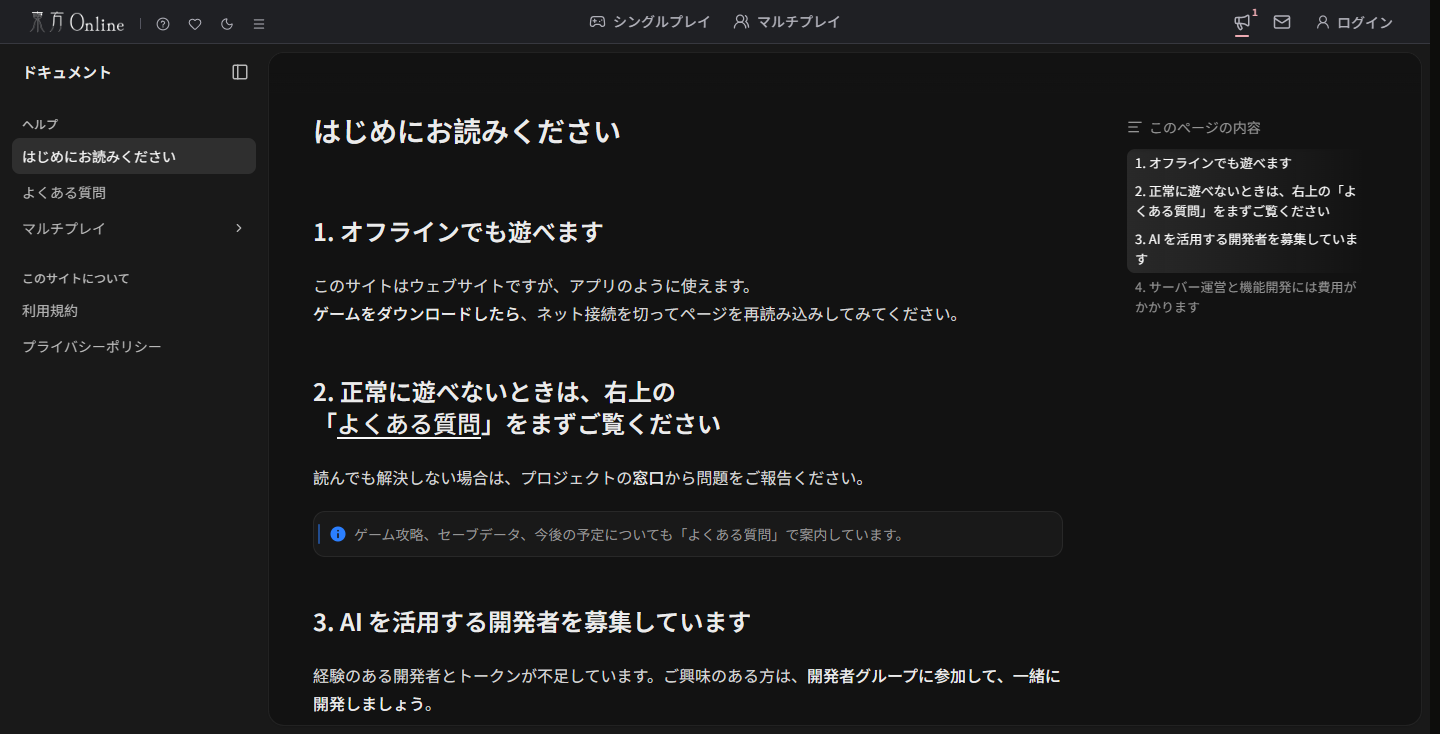 東方Online
シングルプレイ
マルチプレイ
1
ログイン
ドキュメント
ヘルプ
はじめにお読みください
よくある質問
マルチプレイ
このサイトについて
利用規約
プライバシーポリシー
はじめにお読みください
1. オフラインでも遊べます
このサイトはウェブサイトですが、アプリのように使えます。
ゲームをダウンロードしたら、ネット接続を切ってページを再読み込みしてみてください。
2. 正常に遊べないときは、右上の
「よくある質問」をまずご覧ください
読んでも解決しない場合は、プロジェクトの窓口から問題をご報告ください。
ゲーム攻略、セーブデータ、今後の予定についても「よくある質問」で案内しています。
3. AI を活用する開発者を募集しています
経験のある開発者とトークンが不足しています。ご興味のある方は、開発者グループに参加して、一緒に
開発しましょう。
このページの内容
1. オフラインでも遊べます
2. 正常に遊べないときは、右上の「よ
くある質問」をまずご覧ください
3. AI を活用する開発者を募集していま
す
4. サーバー運営と機能開発には費用が
かかります